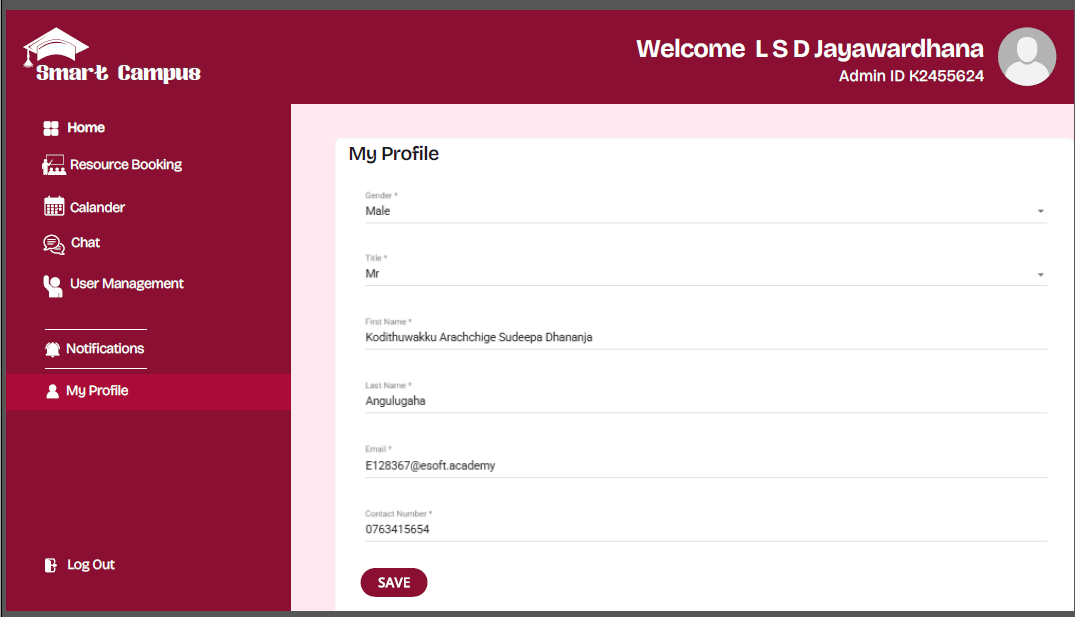 Smart Campus
Welcome L S D Jayawardhana
Admin ID K2455624
Home
Resource Booking
Calander
Chat
User Management
Notifications
My Profile
Log Out
My Profile
Gender *
Male
Title *
Mr
First Name *
Kodithuwakku Arachchige Sudeepa Dhananja
Last Name *
Angulugaha
Email *
E128367@esoft.academy
Contact Number *
0763415654
SAVE